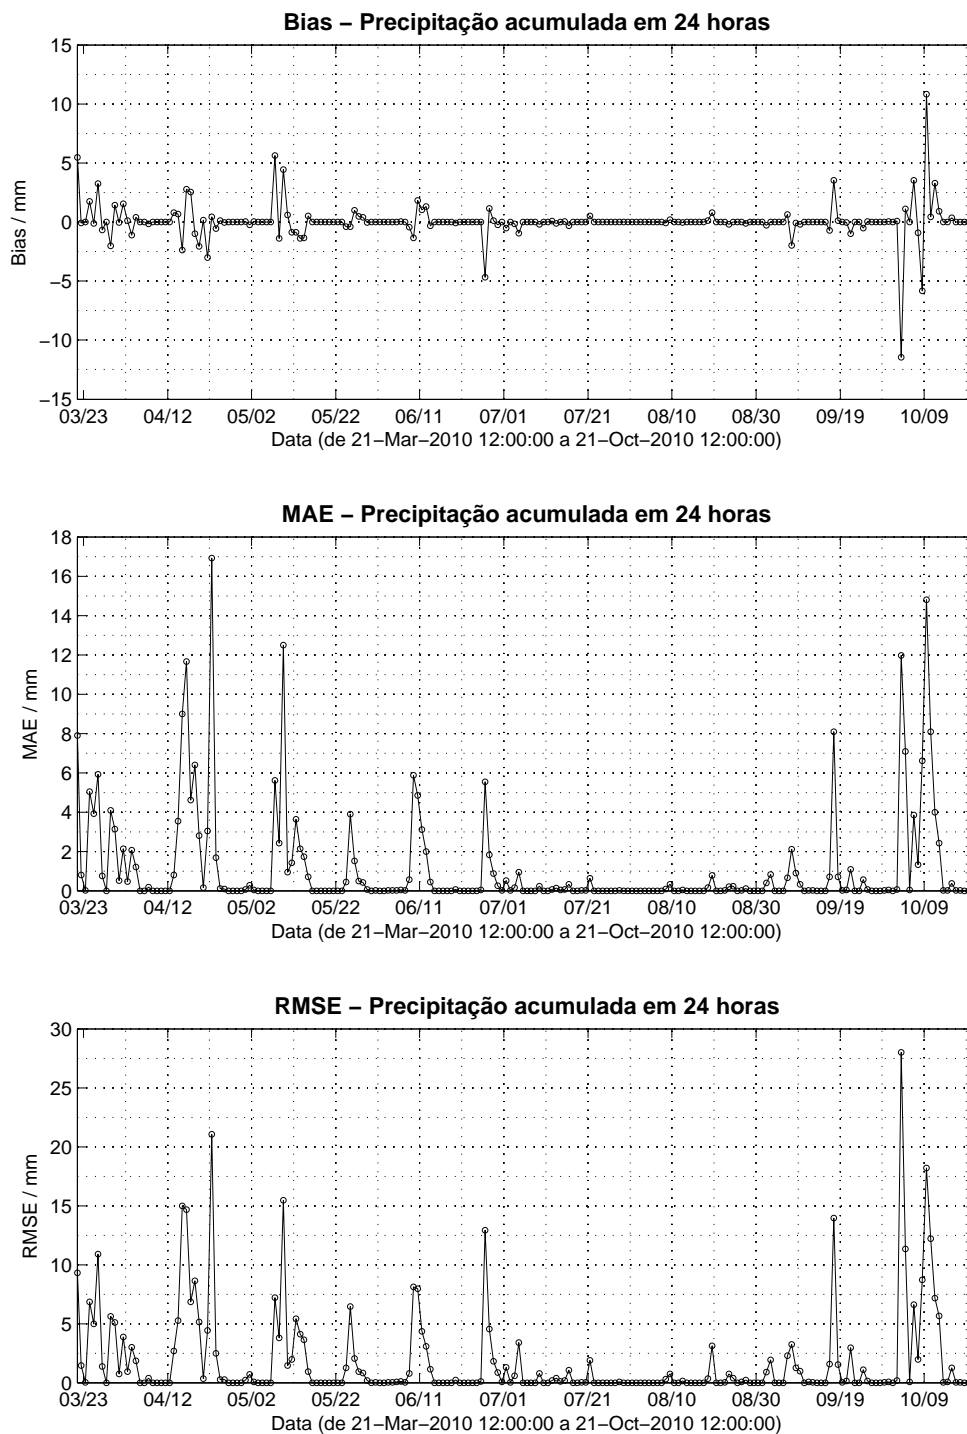 Bias − Precipitação acumulada em 24 horas
15
10
5
0
−5
−10
−15
Bias / mm
03/23 04/12 05/02 05/22 06/11 07/01 07/21 08/10 08/30 09/19 10/09
Data (de 21−Mar−2010 12:00:00 a 21−Oct−2010 12:00:00)
MAE − Precipitação acumulada em 24 horas
18
16
14
12
10
8
6
4
2
0
MAE / mm
03/23 04/12 05/02 05/22 06/11 07/01 07/21 08/10 08/30 09/19 10/09
Data (de 21−Mar−2010 12:00:00 a 21−Oct−2010 12:00:00)
RMSE − Precipitação acumulada em 24 horas
30
25
20
15
10
5
0
RMSE / mm
03/23 04/12 05/02 05/22 06/11 07/01 07/21 08/10 08/30 09/19 10/09
Data (de 21−Mar−2010 12:00:00 a 21−Oct−2010 12:00:00)